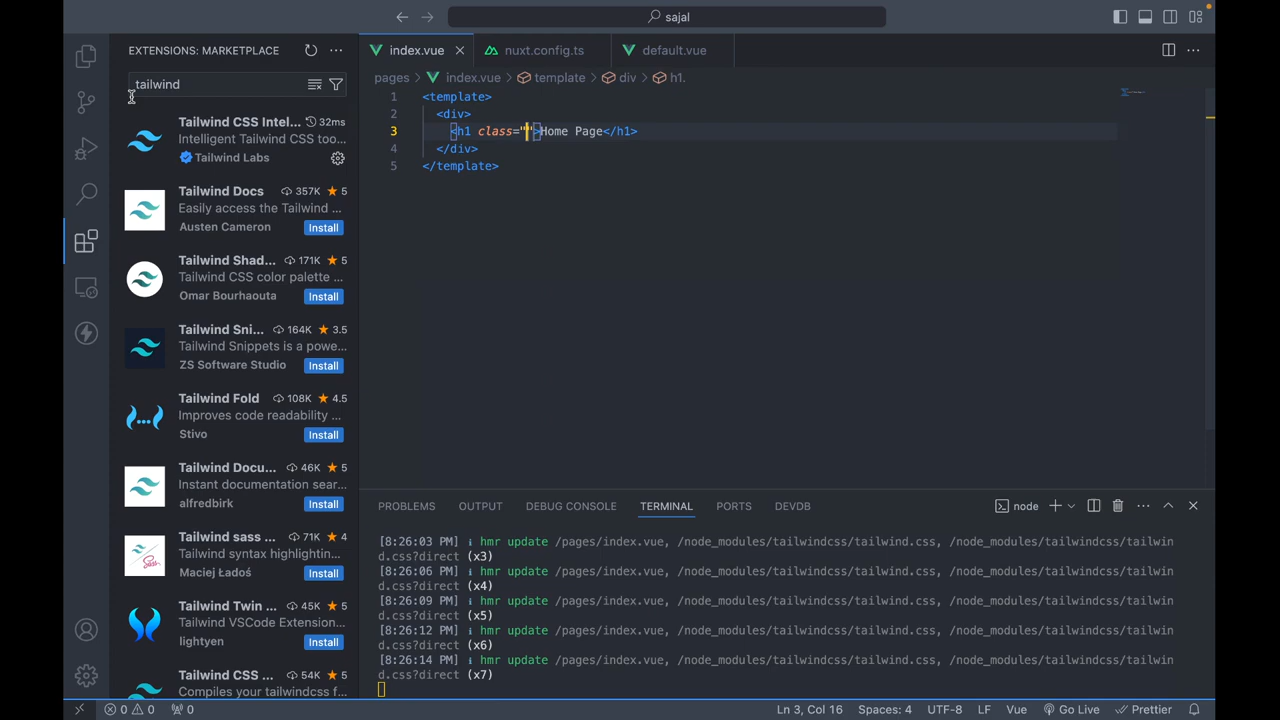 sajal
EXTENSIONS: MARKETPLACE
tailwind
Tailwind CSS Intel... 32ms
Intelligent Tailwind CSS too...
Tailwind Labs
Tailwind Docs 357K ★ 5
Easily access the Tailwind ...
Austen Cameron Install
Tailwind Shad... 171K ★ 5
Tailwind CSS color palette ...
Omar Bourhaouta Install
Tailwind Sni... 164K ★ 3.5
Tailwind Snippets is a powe...
ZS Software Studio Install
Tailwind Fold 108K ★ 4.5
Improves code readability ...
Stivo Install
Tailwind Docu... 46K ★ 5
Instant documentation sear...
alfredbirk Install
Tailwind sass ... 71K ★ 4
Tailwind syntax highlightin...
Maciej Ładoś Install
Tailwind Twin ... 45K ★ 5
Tailwind VSCode Extension...
lightyen Install
Tailwind CSS ... 54K ★ 5
Compiles your tailwindcss f...
index.vue nuxt.config.ts default.vue
pages > index.vue > template > div > h1.
1 <template>
2 <div>
3 <h1 class="">Home Page</h1>
4 </div>
5 </template>
PROBLEMS OUTPUT DEBUG CONSOLE TERMINAL PORTS DEVDB node
[8:26:03 PM] ℹ hmr update /pages/index.vue, /node_modules/tailwindcss/tailwind.css, /node_modules/tailwindcss/tailwin
d.css?direct (x3)
[8:26:06 PM] ℹ hmr update /pages/index.vue, /node_modules/tailwindcss/tailwind.css, /node_modules/tailwindcss/tailwin
d.css?direct (x4)
[8:26:09 PM] ℹ hmr update /pages/index.vue, /node_modules/tailwindcss/tailwind.css, /node_modules/tailwindcss/tailwin
d.css?direct (x5)
[8:26:12 PM] ℹ hmr update /pages/index.vue, /node_modules/tailwindcss/tailwind.css, /node_modules/tailwindcss/tailwin
d.css?direct (x6)
[8:26:14 PM] ℹ hmr update /pages/index.vue, /node_modules/tailwindcss/tailwind.css, /node_modules/tailwindcss/tailwin
d.css?direct (x7)
0 0 0 Ln 3, Col 16 Spaces: 4 UTF-8 LF Vue Go Live Prettier